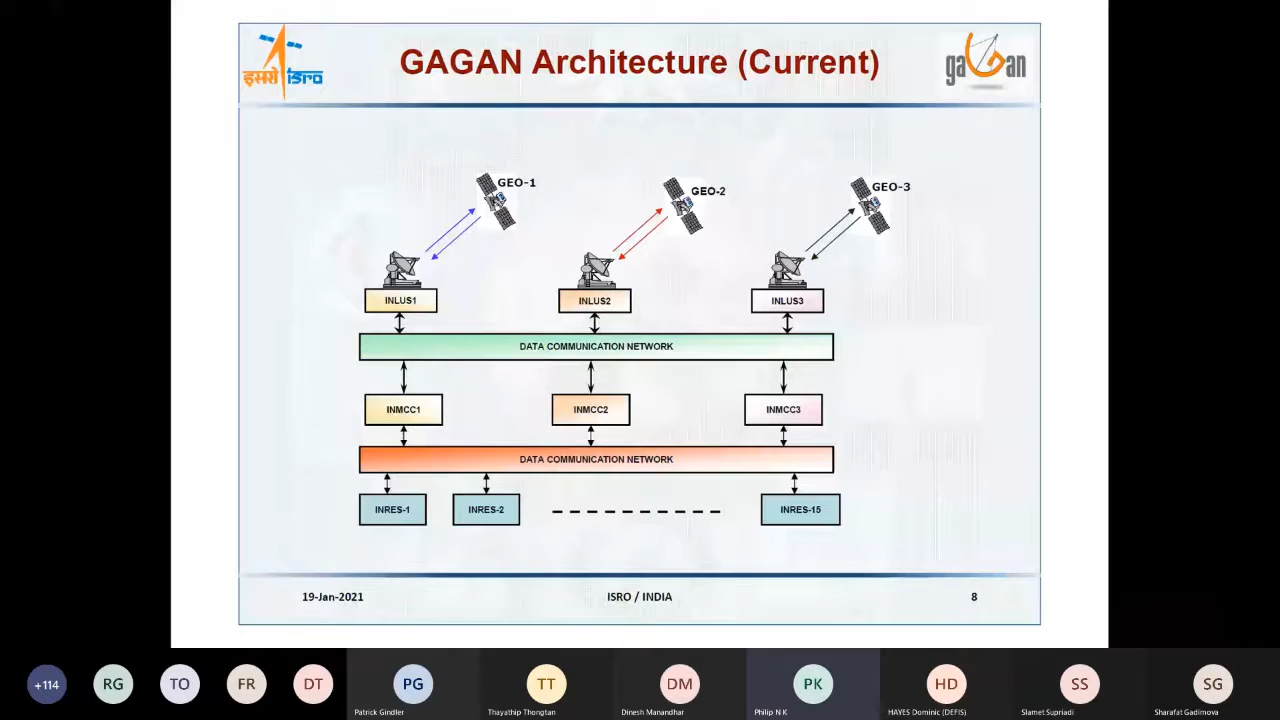 इसरो isro
GAGAN Architecture (Current)
gagan
GEO-1
GEO-2
GEO-3
INLUS1
INLUS2
INLUS3
DATA COMMUNICATION NETWORK
INMCC1
INMCC2
INMCC3
DATA COMMUNICATION NETWORK
INRES-1
INRES-2
INRES-15
19-Jan-2021
ISRO / INDIA
8
+114
RG
TO
FR
DT
PG
Patrick Gindler
TT
Thayathip Thongtan
DM
Dinesh Manandhar
PK
Philip N K
HD
HAYES Dominic (DEFIS)
SS
Slamet Supriadi
SG
Sharafat Gadimova